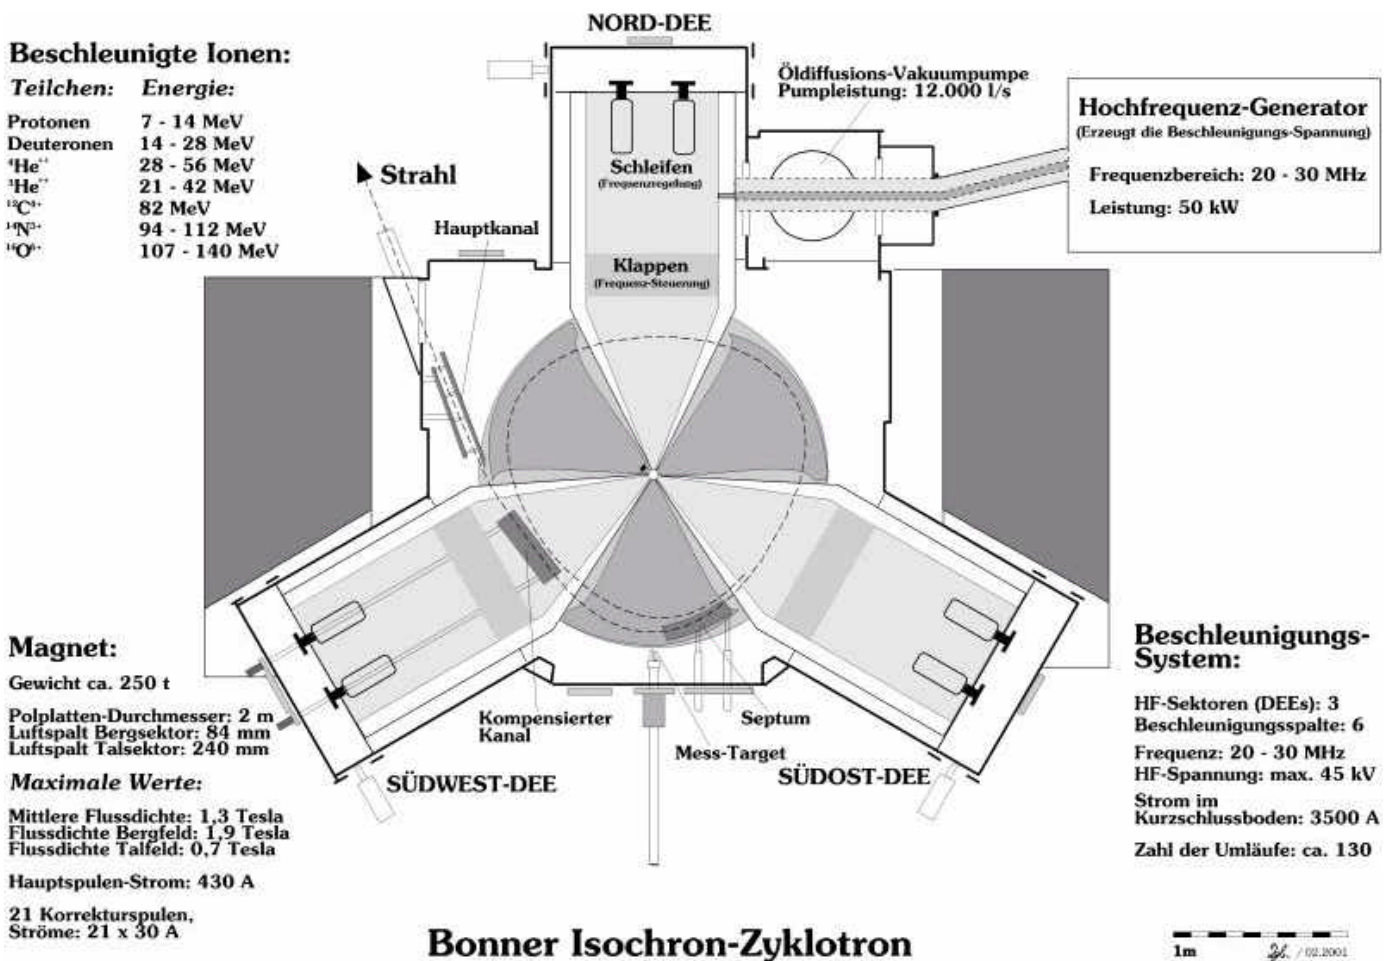 NORD-DEE
Beschleunigte Ionen:
Teilchen: Energie:
Protonen 7 - 14 MeV
Deuteronen 14 - 28 MeV
⁴He⁺⁺ 28 - 56 MeV
³He⁺⁺ 21 - 42 MeV
¹²C⁴⁺ 82 MeV
¹⁴N⁵⁺ 94 - 112 MeV
¹⁶O⁶⁺ 107 - 140 MeV
Öldiffusions-Vakuumpumpe
Pumpleistung: 12.000 l/s
Hochfrequenz-Generator
(Erzeugt die Beschleunigungs-Spannung)
Frequenzbereich: 20 - 30 MHz
Leistung: 50 kW
Strahl
Schleifen
(Frequenzregelung)
Hauptkanal
Klappen
(Frequenz-Steuerung)
Magnet:
Gewicht ca. 250 t
Polplatten-Durchmesser: 2 m
Luftspalt Bergsektor: 84 mm
Luftspalt Talsektor: 240 mm
Maximale Werte:
Mittlere Flussdichte: 1,3 Tesla
Flussdichte Bergfeld: 1,9 Tesla
Flussdichte Talfeld: 0,7 Tesla
Hauptspulen-Strom: 430 A
21 Korrekturspulen,
Ströme: 21 x 30 A
Kompensierter
Kanal
Septum
Mess-Target
SÜDWEST-DEE
SÜDOST-DEE
Beschleunigungs-
System:
HF-Sektoren (DEEs): 3
Beschleunigungsspalte: 6
Frequenz: 20 - 30 MHz
HF-Spannung: max. 45 kV
Strom im
Kurzschlussboden: 3500 A
Zahl der Umläufe: ca. 130
Bonner Isochron-Zyklotron
1m
/ 02.2001